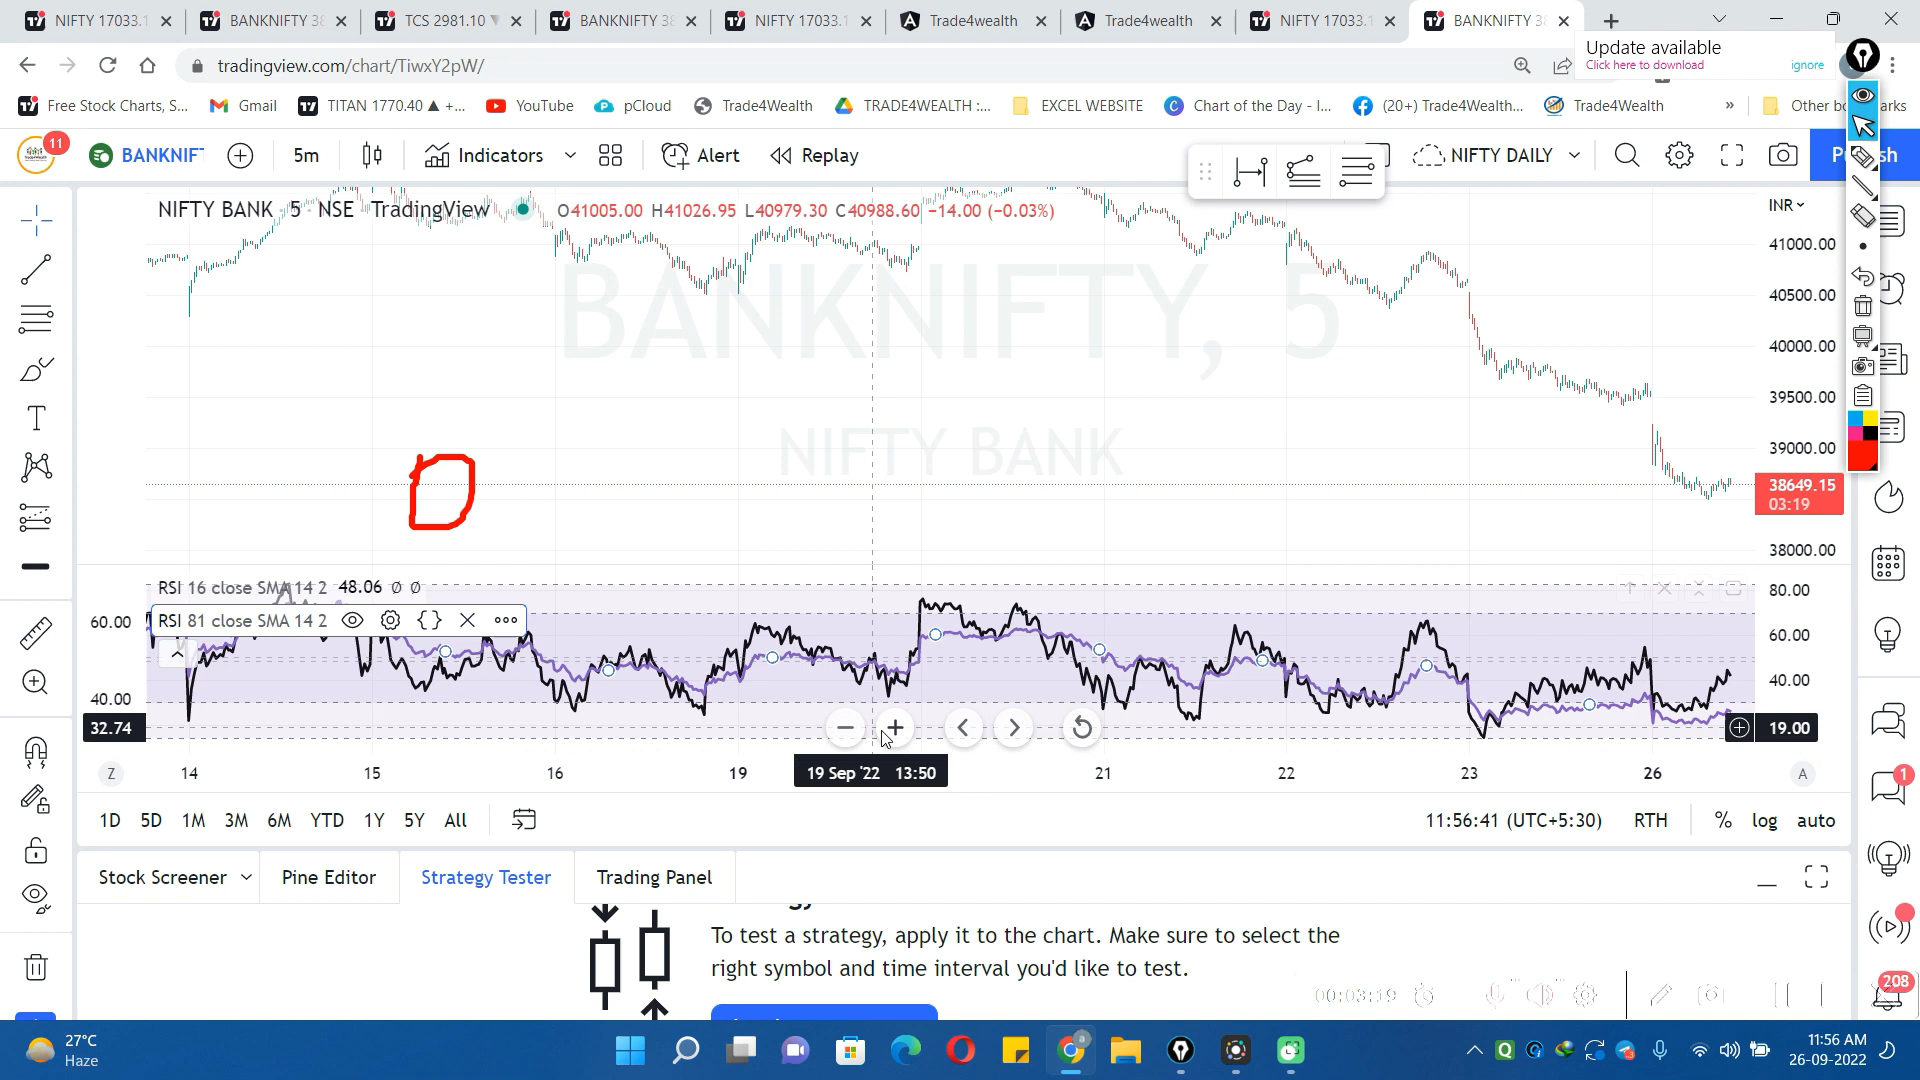 NIFTY 17033.1
BANKNIFTY 38
TCS 2981.10 ▼
BANKNIFTY 38
NIFTY 17033.1
Trade4wealth
Trade4wealth
NIFTY 17033.1
BANKNIFTY 38
tradingview.com/chart/TiwxY2pW/
Update available
Click here to download
ignore
Free Stock Charts, S...
Gmail
TITAN 1770.40 ▲ +...
YouTube
pCloud
Trade4Wealth
TRADE4WEALTH :...
EXCEL WEBSITE
Chart of the Day - I...
(20+) Trade4Wealth...
Trade4Wealth
»
11
BANKNIF
5m
Indicators
Alert
Replay
NIFTY DAILY
NIFTY BANK · 5 · NSE · TradingView
O41005.00 H41026.95 L40979.30 C40988.60 −14.00 (−0.03%)
BANKNIFTY, 5
NIFTY BANK
INR
41000.00
40500.00
40000.00
39500.00
39000.00
38649.15
03:19
38000.00
RSI 16 close SMA 14 2 48.06 ∅ ∅
RSI 81 close SMA 14 2
60.00
40.00
32.74
80.00
60.00
40.00
19.00
Z
14
15
16
19
19 Sep '22 13:50
21
22
23
26
A
1D 5D 1M 3M 6M YTD 1Y 5Y All
11:56:41 (UTC+5:30)
RTH
%
log
auto
Stock Screener
Pine Editor
Strategy Tester
Trading Panel
To test a strategy, apply it to the chart. Make sure to select the
right symbol and time interval you'd like to test.
00:03:19
1
208
27°C
Haze
11:56 AM
26-09-2022